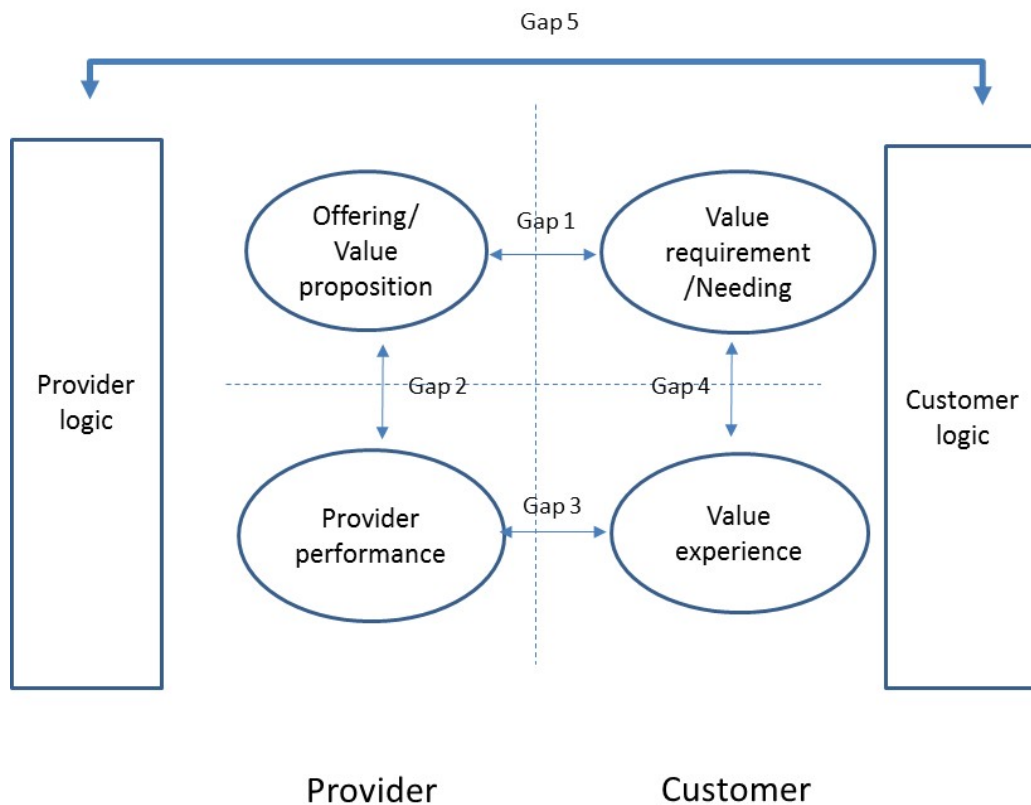 Gap 5
Offering/
Value
proposition
Gap 1
Value
requirement
/Needing
Provider
logic
Gap 2
Gap 4
Customer
logic
Provider
performance
Gap 3
Value
experience
Provider
Customer